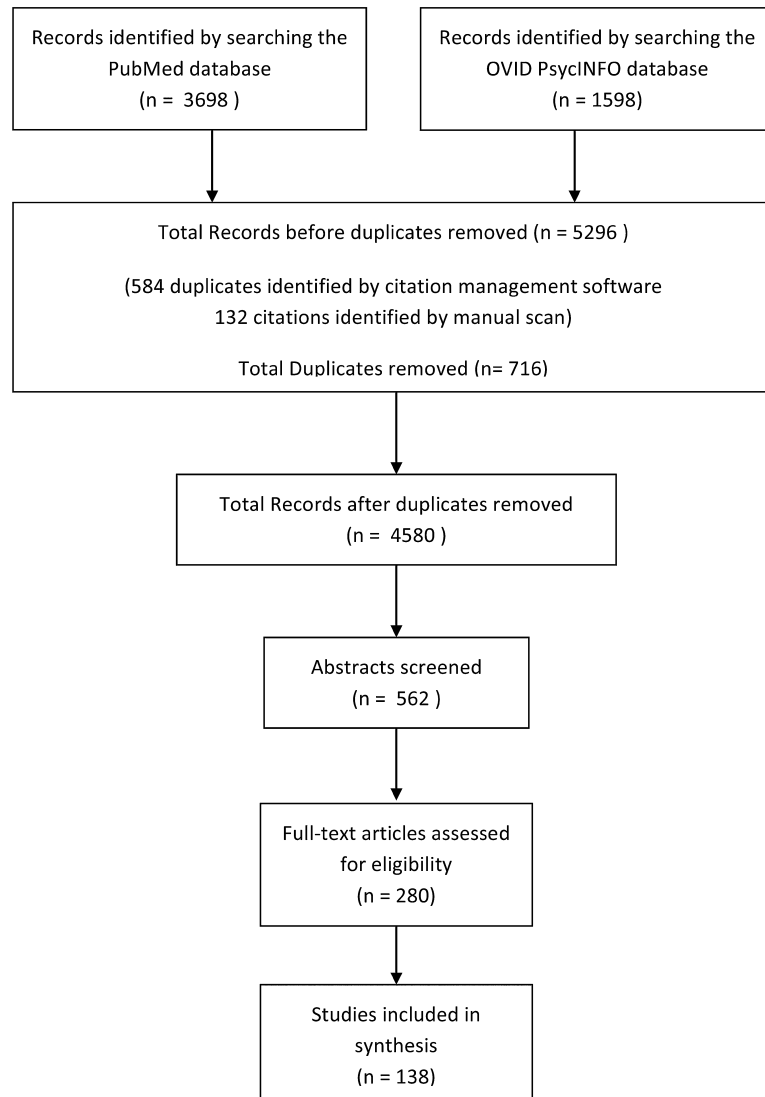 Records identified by searching the
PubMed database
(n =  3698 )
Records identified by searching the
OVID PsycINFO database
(n = 1598)
Total Records before duplicates removed (n = 5296 )
(584 duplicates identified by citation management software
132 citations identified by manual scan)
Total Duplicates removed (n= 716)
Total Records after duplicates removed
(n =  4580 )
Abstracts screened
(n =  562 )
Full-text articles assessed
for eligibility
(n = 280)
Studies included in
synthesis
(n = 138)